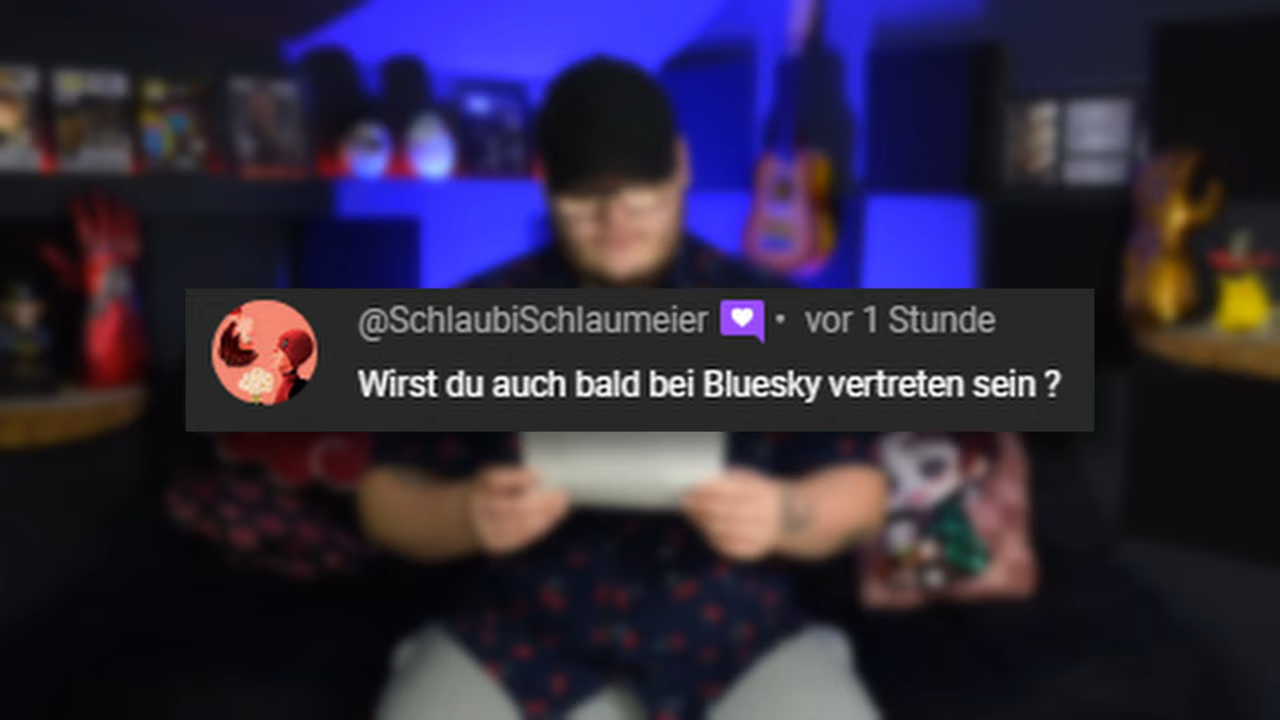 @SchlaubiSchlaumeier • vor 1 Stunde
Wirst du auch bald bei Bluesky vertreten sein ?